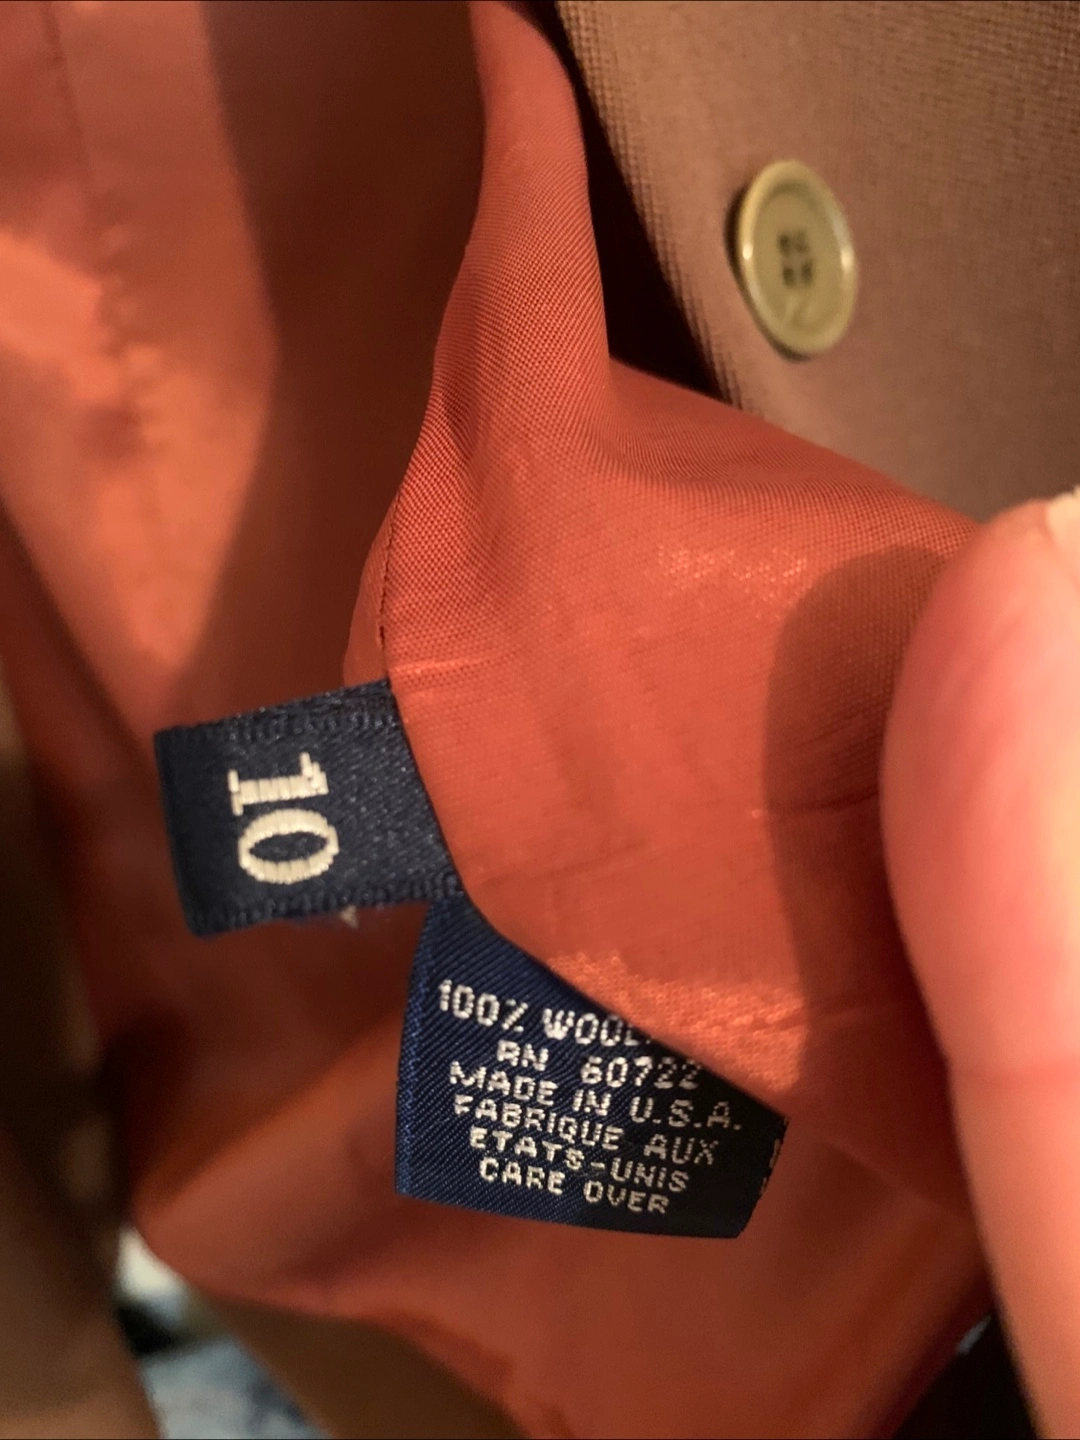 10
100% WOOL
RN 60722
MADE IN U.S.A.
FABRIQUE AUX
ETATS-UNIS
CARE OVER